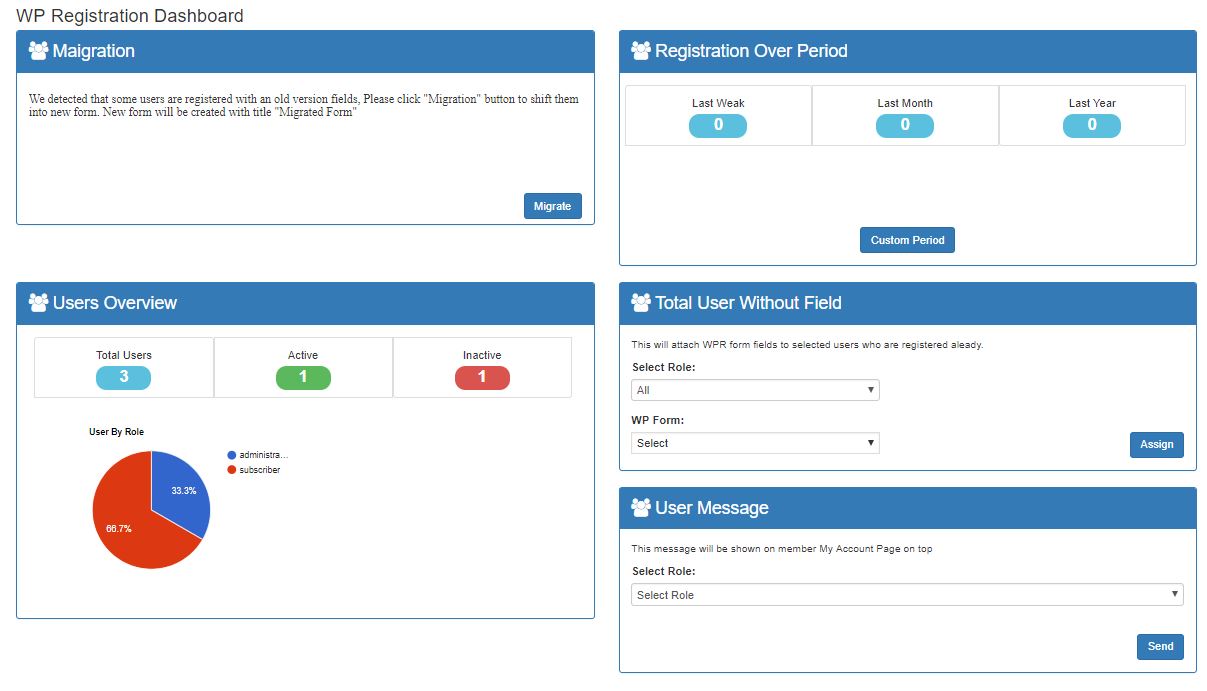 WP Registration Dashboard
Maigration
We detected that some users are registered with an old version fields, Please click "Migration" button to shift them
into new form. New form will be created with title "Migrated Form"
Migrate
Registration Over Period
Last Weak
Last Month
Last Year
0
0
0
Custom Period
Users Overview
Total Users
Active
Inactive
3
1
1
User By Role
administra...
subscriber
33.3%
66.7%
Total User Without Field
This will attach WPR form fields to selected users who are registered aleady.
Select Role:
All
WP Form:
Select
Assign
User Message
This message will be shown on member My Account Page on top
Select Role:
Select Role
Send